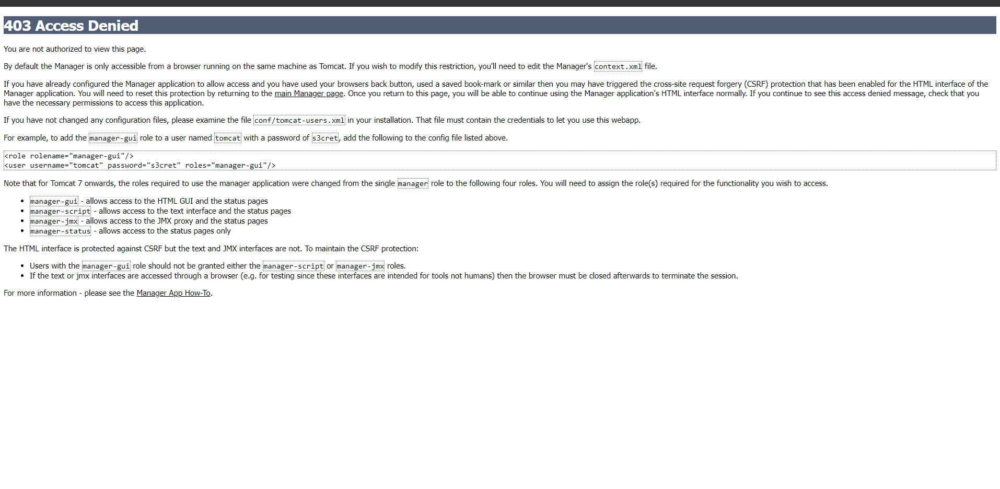 403 Access Denied
You are not authorized to view this page.
By default the Manager is only accessible from a browser running on the same machine as Tomcat. If you wish to modify this restriction, you'll need to edit the Manager's context.xml file.
If you have already configured the Manager application to allow access and you have used your browsers back button, used a saved book-mark or similar then you may have triggered the cross-site request forgery (CSRF) protection that has been enabled for the HTML interface of the
Manager application. You will need to reset this protection by returning to the main Manager page. Once you return to this page, you will be able to continue using the Manager application's HTML interface normally. If you continue to see this access denied message, check that you
have the necessary permissions to access this application.
If you have not changed any configuration files, please examine the file conf/tomcat-users.xml in your installation. That file must contain the credentials to let you use this webapp.
For example, to add the manager-gui role to a user named tomcat with a password of s3cret, add the following to the config file listed above.
<role rolename="manager-gui"/>
<user username="tomcat" password="s3cret" roles="manager-gui"/>
Note that for Tomcat 7 onwards, the roles required to use the manager application were changed from the single manager role to the following four roles. You will need to assign the role(s) required for the functionality you wish to access.
• manager-gui - allows access to the HTML GUI and the status pages
• manager-script - allows access to the text interface and the status pages
• manager-jmx - allows access to the JMX proxy and the status pages
• manager-status - allows access to the status pages only
The HTML interface is protected against CSRF but the text and JMX interfaces are not. To maintain the CSRF protection:
• Users with the manager-gui role should not be granted either the manager-script or manager-jmx roles.
• If the text or jmx interfaces are accessed through a browser (e.g. for testing since these interfaces are intended for tools not humans) then the browser must be closed afterwards to terminate the session.
For more information - please see the Manager App How-To.